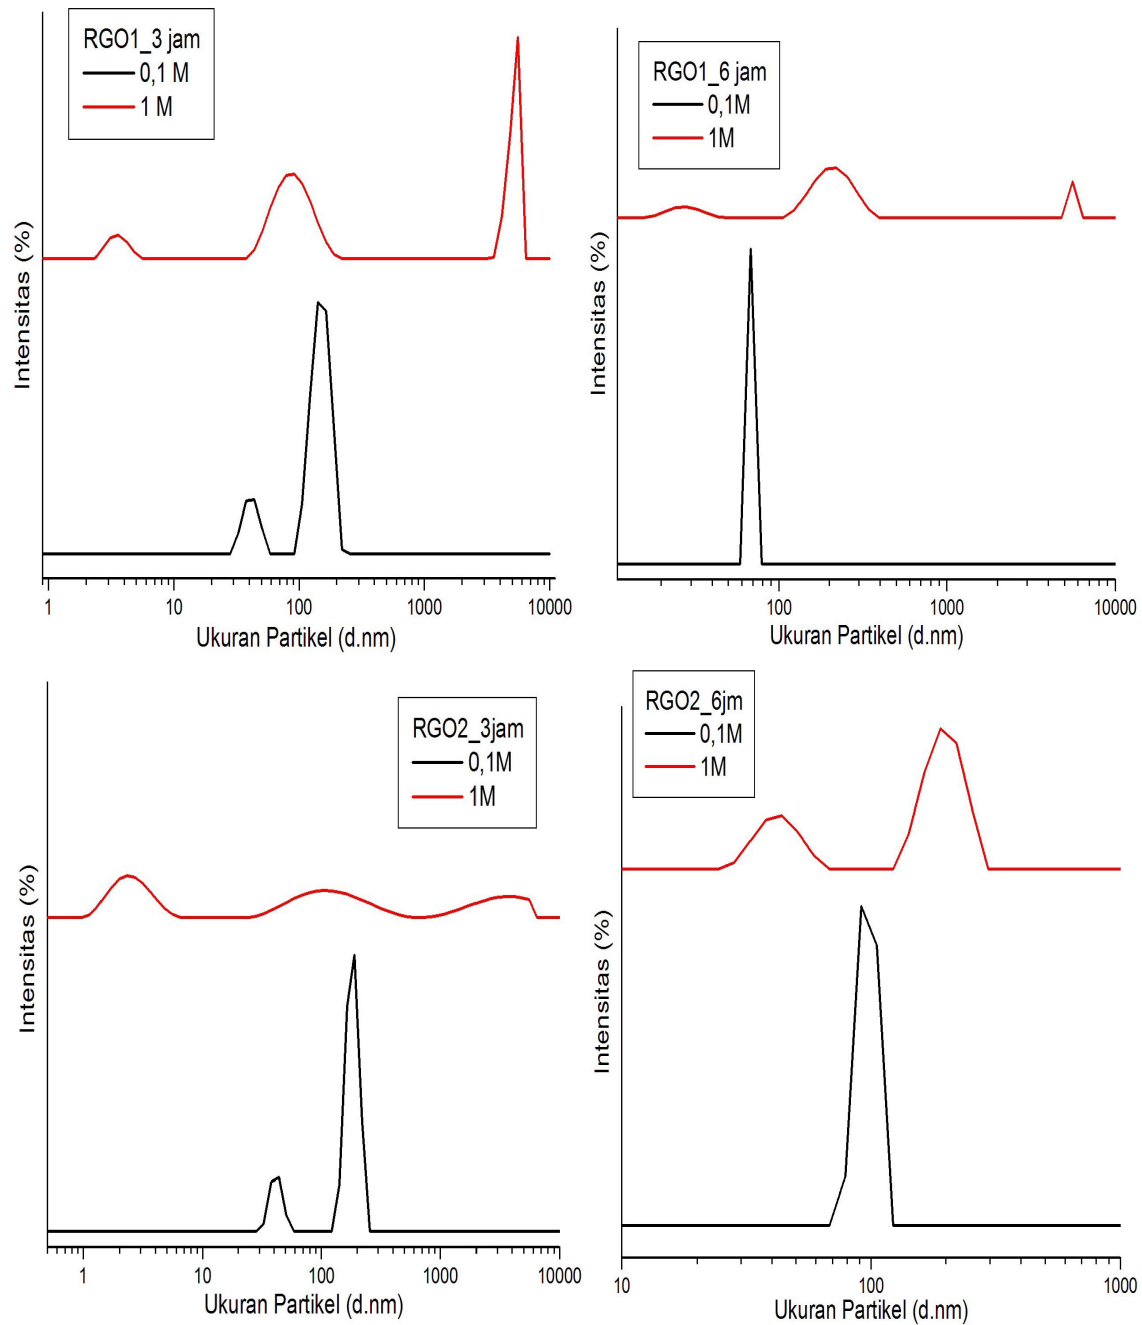 RGO1_3 jam
0,1 M
1 M
Intensitas (%)
1 10 100 1000 10000
Ukuran Partikel (d.nm)
RGO1_6 jam
0,1M
1M
Intensitas (%)
100 1000 10000
Ukuran Partikel (d.nm)
RGO2_3jam
0,1M
1M
Intensitas (%)
1 10 100 1000 10000
Ukuran Partikel (d.nm)
RGO2_6jm
0,1M
1M
Intensitas (%)
10 100 1000
Ukuran Partikel (d.nm)